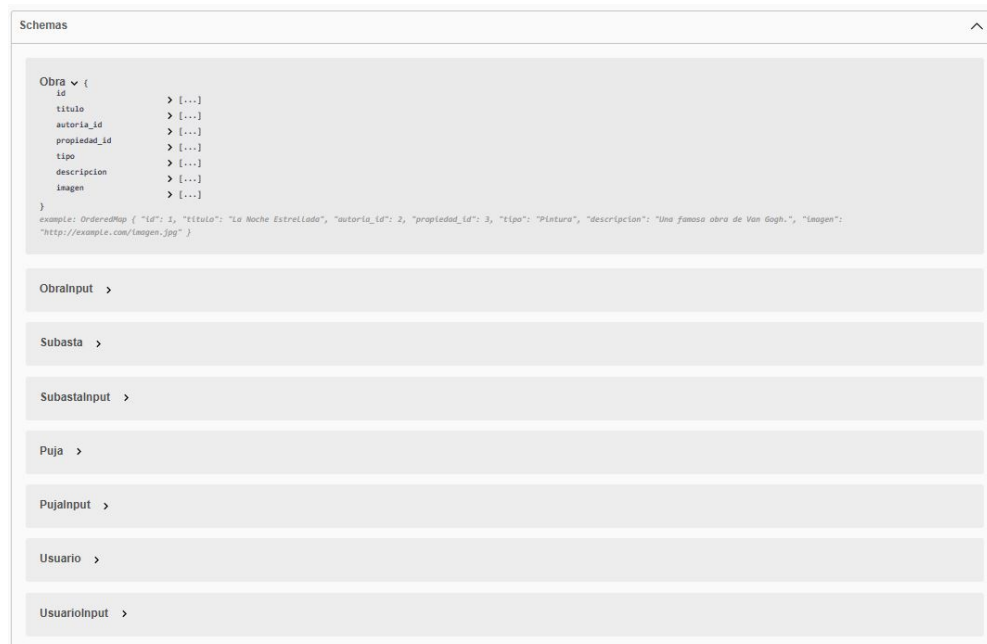 Schemas
Obra {
id [...]
titulo [...]
autoria_id [...]
propiedad_id [...]
tipo [...]
descripcion [...]
imagen [...]
}
example: OrderedMap { "id": 1, "titulo": "La Noche Estrellada", "autoria_id": 2, "propiedad_id": 3, "tipo": "Pintura", "descripcion": "Una famosa obra de Van Gogh.", "imagen":
"http://example.com/imagen.jpg" }
ObraInput
Subasta
SubastaInput
Puja
PujaInput
Usuario
UsuarioInput